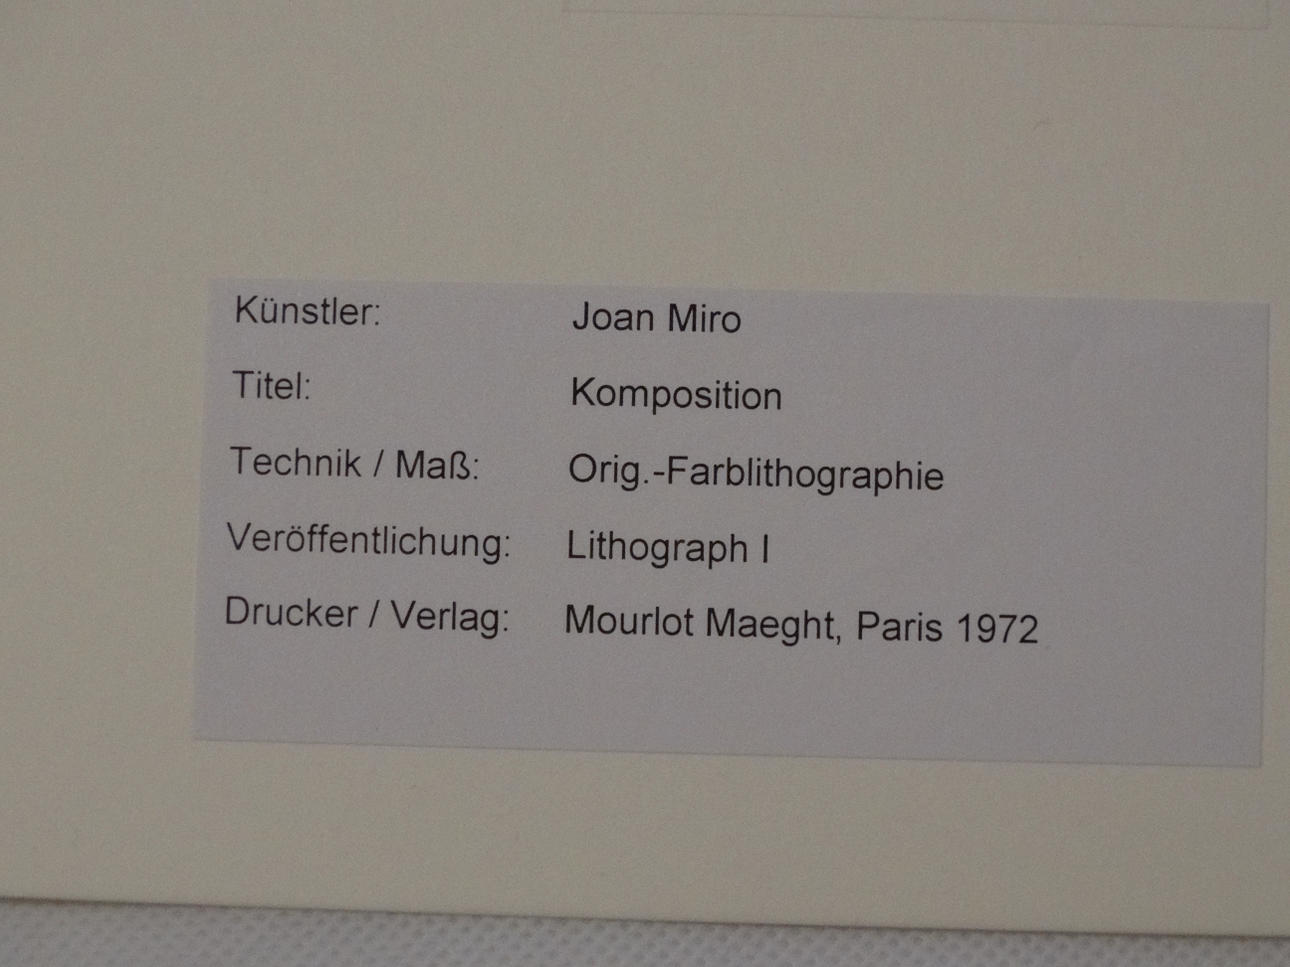 Künstler: Joan Miro
Titel: Komposition
Technik / Maß: Orig.-Farblithographie
Veröffentlichung: Lithograph I
Drucker / Verlag: Mourlot Maeght, Paris 1972